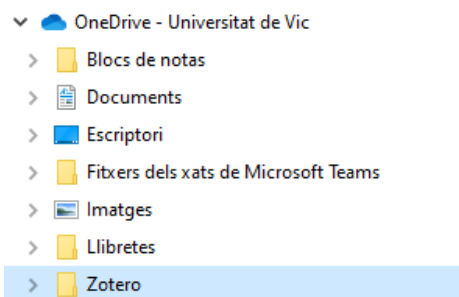 OneDrive - Universitat de Vic
Blocs de notas
Documents
Escriptori
Fitxers dels xats de Microsoft Teams
Imatges
Llibretes
Zotero